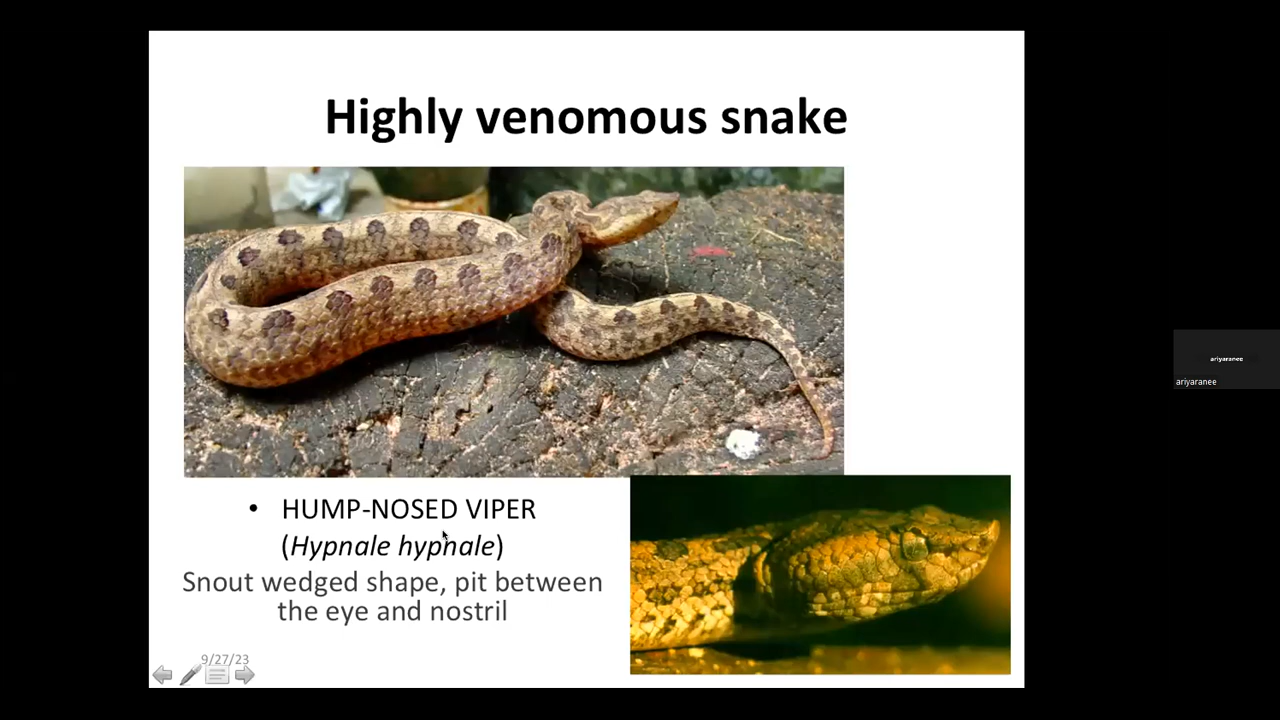 Highly venomous snake
• HUMP-NOSED VIPER
(Hypnale hypnale)
Snout wedged shape, pit between
the eye and nostril
9/27/23
ariyaranee
ariyaranee